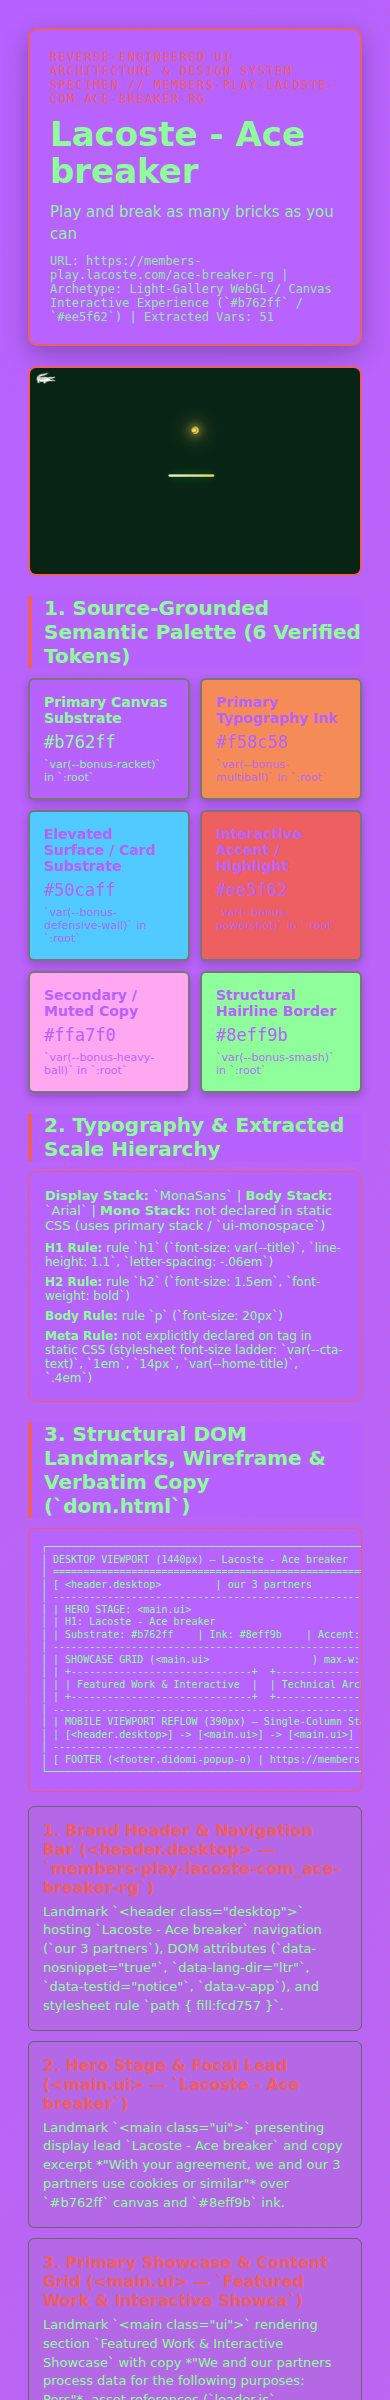 REVERSE ENGINEERED UI
ARCHITECTURE & DESIGN SYSTEM
SPECIMEN // MEMBERS PLAY LACOSTE
COM ACE BREAKER RG
Lacoste - Ace
breaker
Play and break as many bricks as you
can
URL: https://members-
play.lacoste.com/ace-breaker-rg |
Archetype: Light-Gallery WebGL / Canvas
Interactive Experience (`#b762ff` /
`#ee5f62`) | Extracted Vars: 51
1. Source-Grounded
Semantic Palette (6 Verified
Tokens)
Primary Canvas
Substrate
#b762ff
`var(--bonus-racket)`
in `:root`
Primary
Typography Ink
#f58c58
`var(--bonus-
multiball)` in `:root`
Elevated
Surface / Card
Substrate
#50caff
`var(--bonus-
defensive-wall)` in
`:root`
Interactive
Accent /
Highlight
#ee5f62
`var(--bonus-
powershot)` in `:root`
Secondary /
Muted Copy
#ffa7f0
`var(--bonus-heavy-
ball)` in `:root`
Structural
Hairline Border
#8eff9b
`var(--bonus-smash)`
in `:root`
2. Typography & Extracted
Scale Hierarchy
Display Stack: `MonaSans` | Body Stack:
`Arial` | Mono Stack: not declared in static
CSS (uses primary stack / `ui-monospace`)
H1 Rule: rule `h1` (`font-size: var(--title)`, `line-
height: 1.1`, `letter-spacing: -.06em`)
H2 Rule: rule `h2` (`font-size: 1.5em`, `font-
weight: bold`)
Body Rule: rule `p` (`font-size: 20px`)
Meta Rule: not explicitly declared on tag in
static CSS (stylesheet font-size ladder: `var(--cta-
text)`, `1em`, `14px`, `var(--home-title)`,
`.4em`)
3. Structural DOM
Landmarks, Wireframe &
Verbatim Copy
(`dom.html`)
DESKTOP VIEWPORT (1440px) — Lacoste - Ace breaker
[ <header.desktop> | our 3 partners
| HERO STAGE: <main.ui>
| H1: Lacoste - Ace breaker
| Substrate: #b762ff | Ink: #8eff9b | Accent:
| SHOWCASE GRID (<main.ui> ) max-w:
| +------------------------------+ +--------------
| | Featured Work & Interactive | | Technical Arc
| +------------------------------+ +--------------
| MOBILE VIEWPORT REFLOW (390px) — Single-Column St
| [<header.desktop>] -> [<main.ui>] -> [<main.ui>]
[ FOOTER (<footer.didomi-popup-o) | https://members
1. Brand Header & Navigation
Bar (<header.desktop> —
`members-play-lacoste-com_ace-
breaker-rg`)
Landmark `<header class="desktop">`
hosting `Lacoste - Ace breaker` navigation
(`our 3 partners`), DOM attributes (`data-
nosnippet="true"`, `data-lang-dir="ltr"`,
`data-testid="notice"`, `data-v-app`), and
stylesheet rule `path { fill:fcd757 }`.
2. Hero Stage & Focal Lead
(<main.ui> — `Lacoste - Ace
breaker`)
Landmark `<main class="ui">` presenting
display lead `Lacoste - Ace breaker` and copy
excerpt *"With your agreement, we and our 3
partners use cookies or similar"* over
`#b762ff` canvas and `#8eff9b` ink.
3. Primary Showcase & Content
Grid (<main.ui> — `Featured
Work & Interactive Showca`)
Landmark `<main class="ui">` rendering
section `Featured Work & Interactive
Showcase` with copy *"We and our partners
process data for the following purposes:
Pers"*, asset references (`loader.js`,